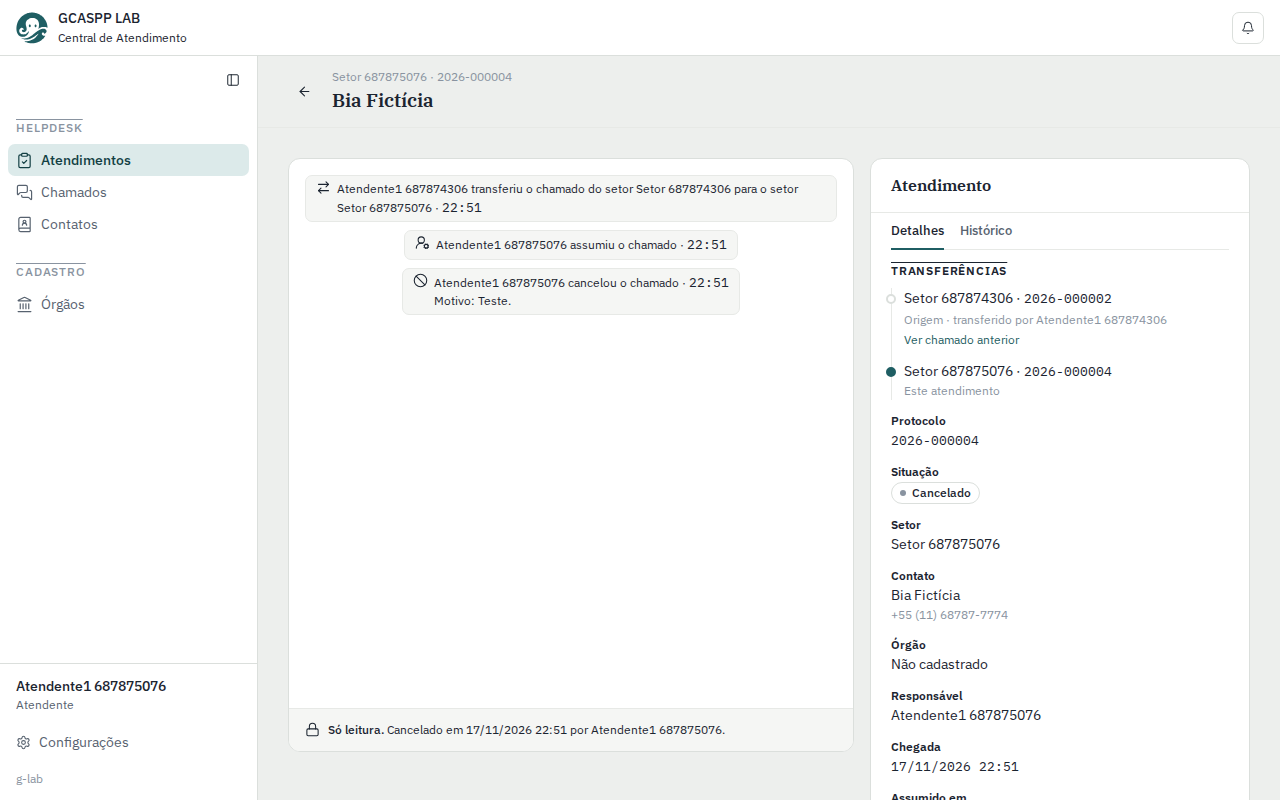 GCASPP LAB
Central de Atendimento
HELPDESK
Atendimentos
Chamados
Contatos
CADASTRO
Órgãos
Atendente1 687875076
Atendente
Configurações
g-lab
Setor 687875076 · 2026-000004
Bia Fictícia
Atendente1 687874306 transferiu o chamado do setor Setor 687874306 para o setor
Setor 687875076 · 22:51
Atendente1 687875076 assumiu o chamado · 22:51
Atendente1 687875076 cancelou o chamado · 22:51
Motivo: Teste.
Só leitura. Cancelado em 17/11/2026 22:51 por Atendente1 687875076.
Atendimento
Detalhes Histórico
TRANSFERÊNCIAS
Setor 687874306 · 2026-000002
Origem · transferido por Atendente1 687874306
Ver chamado anterior
Setor 687875076 · 2026-000004
Este atendimento
Protocolo
2026-000004
Situação
Cancelado
Setor
Setor 687875076
Contato
Bia Fictícia
+55 (11) 68787-7774
Órgão
Não cadastrado
Responsável
Atendente1 687875076
Chegada
17/11/2026 22:51
Assumido em